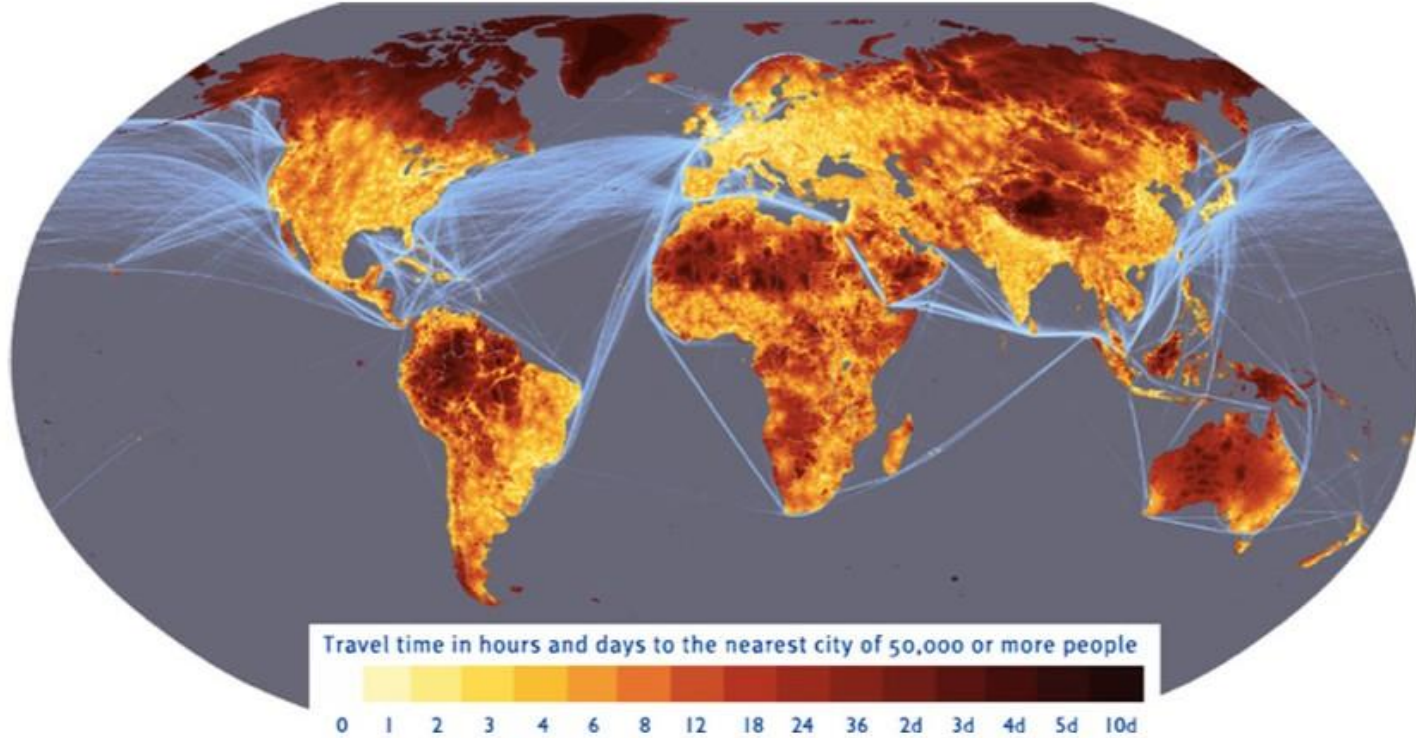 Travel time in hours and days to the nearest city of 50,000 or more people
0 1 2 3 4 6 8 12 18 24 36 2d 3d 4d 5d 10d